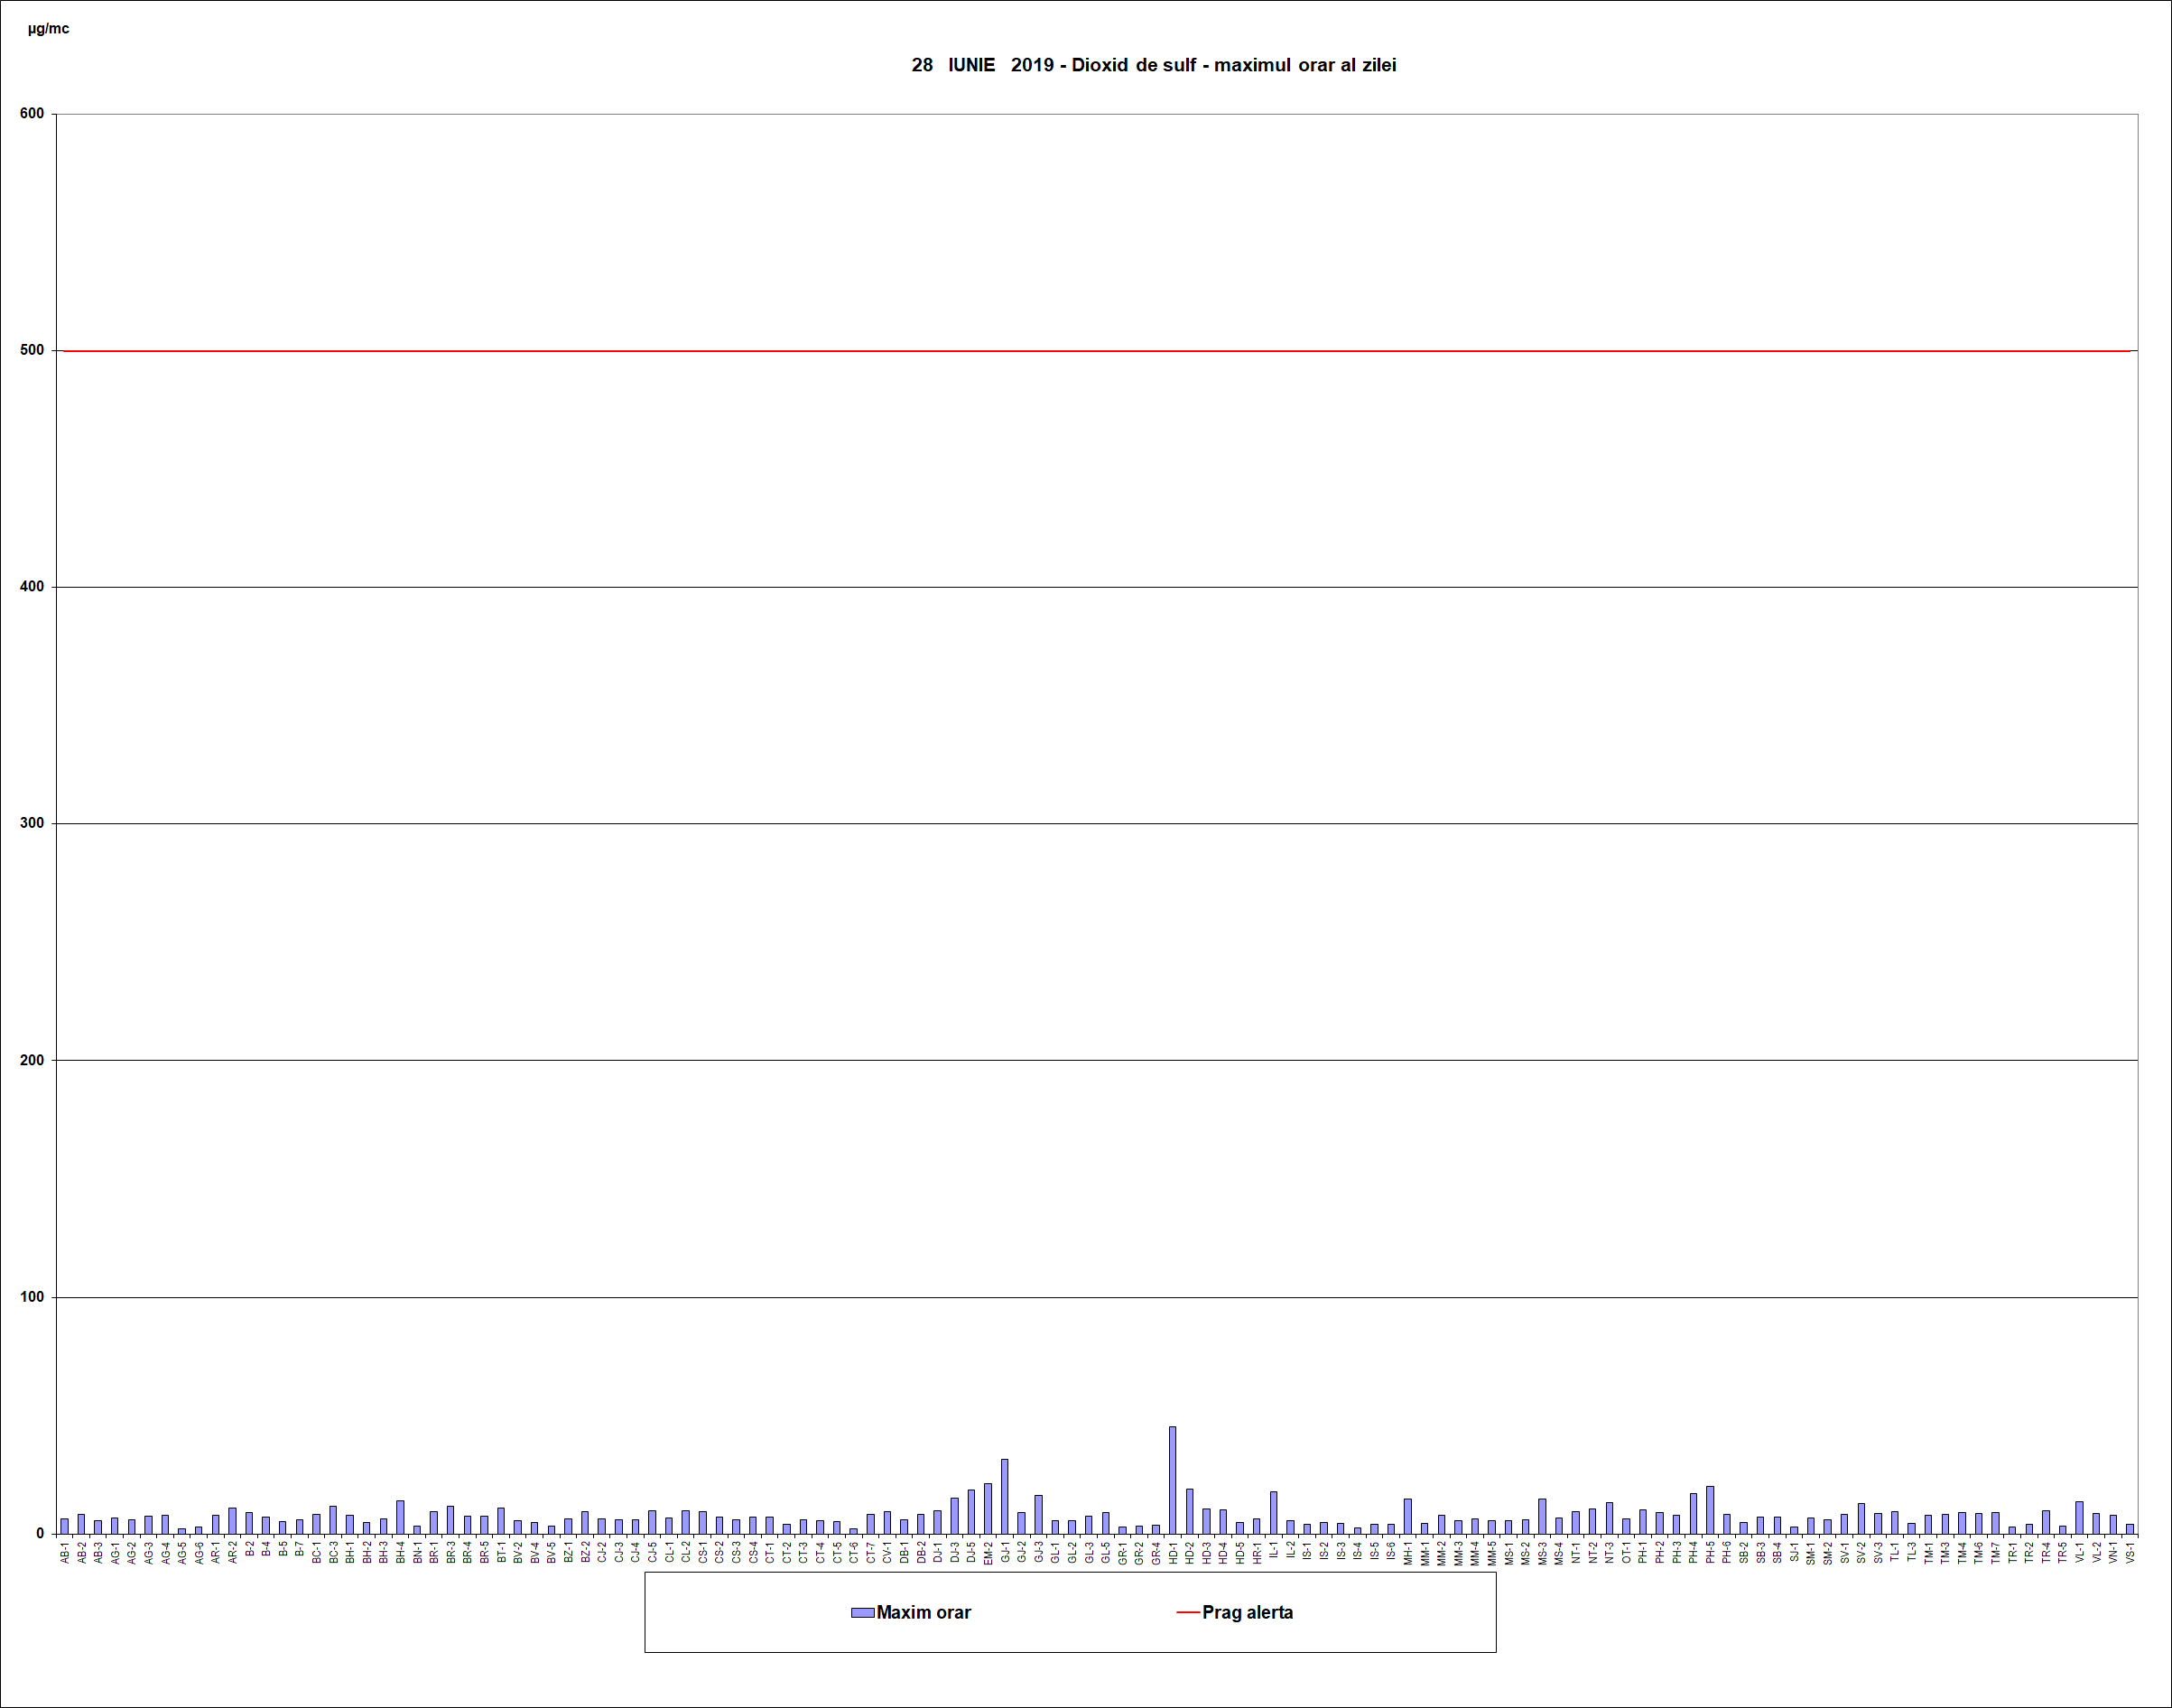 µg/mc
28 IUNIE 2019 - Dioxid de sulf - maximul orar al zilei
600
500
400
300
200
100
0
AB-1 AB-2 AB-3 AG-1 AG-2 AG-3 AG-4 AG-5 AG-6 AR-1 AR-2 B-2 B-4 B-5 B-7 BC-1 BC-3 BH-1 BH-2 BH-3 BH-4 BN-1 BR-1 BR-3 BR-4 BR-5 BT-1 BV-2 BV-4 BV-5 BZ-1 BZ-2 CJ-2 CJ-3 CJ-4 CJ-5 CL-1 CL-2 CS-1 CS-2 CS-3 CS-4 CT-1 CT-2 CT-3 CT-4 CT-5 CT-6 CT-7 CV-1 DB-1 DB-2 DJ-1 DJ-3 DJ-5 EM-2 GJ-1 GJ-2 GJ-3 GL-1 GL-2 GL-3 GL-5 GR-1 GR-2 GR-4 HD-1 HD-2 HD-3 HD-4 HD-5 HR-1 IL-1 IL-2 IS-1 IS-2 IS-3 IS-4 IS-5 IS-6 MH-1 MM-1 MM-2 MM-3 MM-4 MM-5 MS-1 MS-2 MS-3 MS-4 NT-1 NT-2 NT-3 OT-1 PH-1 PH-2 PH-3 PH-4 PH-5 PH-6 SB-2 SB-3 SB-4 SJ-1 SM-1 SM-2 SV-1 SV-2 SV-3 TL-1 TL-3 TM-1 TM-3 TM-4 TM-6 TM-7 TR-1 TR-2 TR-4 TR-5 VL-1 VL-2 VN-1 VS-1
Maxim orar Prag alerta